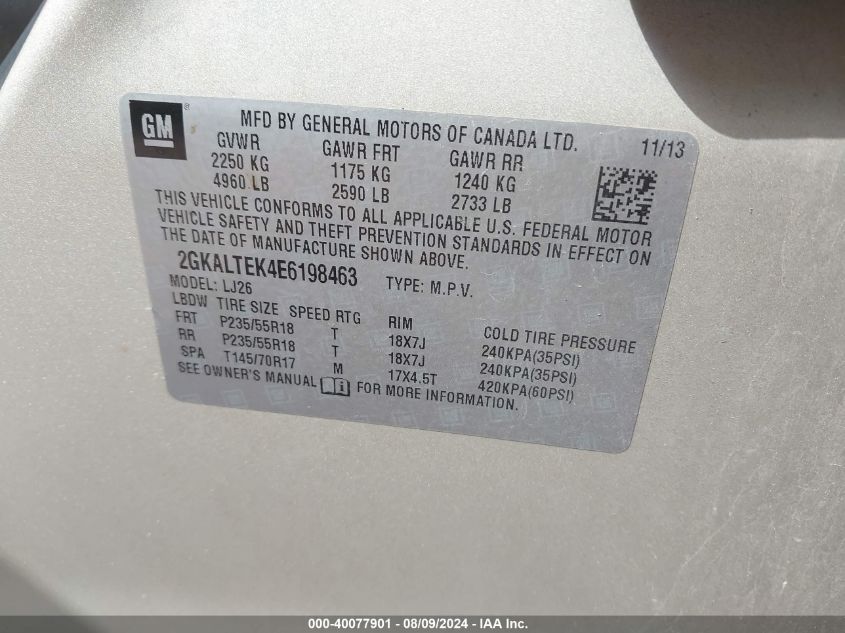 GM ®
MFD BY GENERAL MOTORS OF CANADA LTD. 11/13
GVWR GAWR FRT GAWR RR
2250 KG 1175 KG 1240 KG
4960 LB 2590 LB 2733 LB
THIS VEHICLE CONFORMS TO ALL APPLICABLE U.S. FEDERAL MOTOR
VEHICLE SAFETY AND THEFT PREVENTION STANDARDS IN EFFECT ON
THE DATE OF MANUFACTURE SHOWN ABOVE.
2GKALTEK4E6198463 TYPE: M.P.V.
MODEL: LJ26
LBDW TIRE SIZE SPEED RTG RIM COLD TIRE PRESSURE
FRT P235/55R18 T 18X7J 240KPA(35PSI)
RR P235/55R18 T 18X7J 240KPA(35PSI)
SPA T145/70R17 M 17X4.5T 420KPA(60PSI)
SEE OWNER'S MANUAL i FOR MORE INFORMATION.
000-40077901 - 08/09/2024 - IAA Inc.